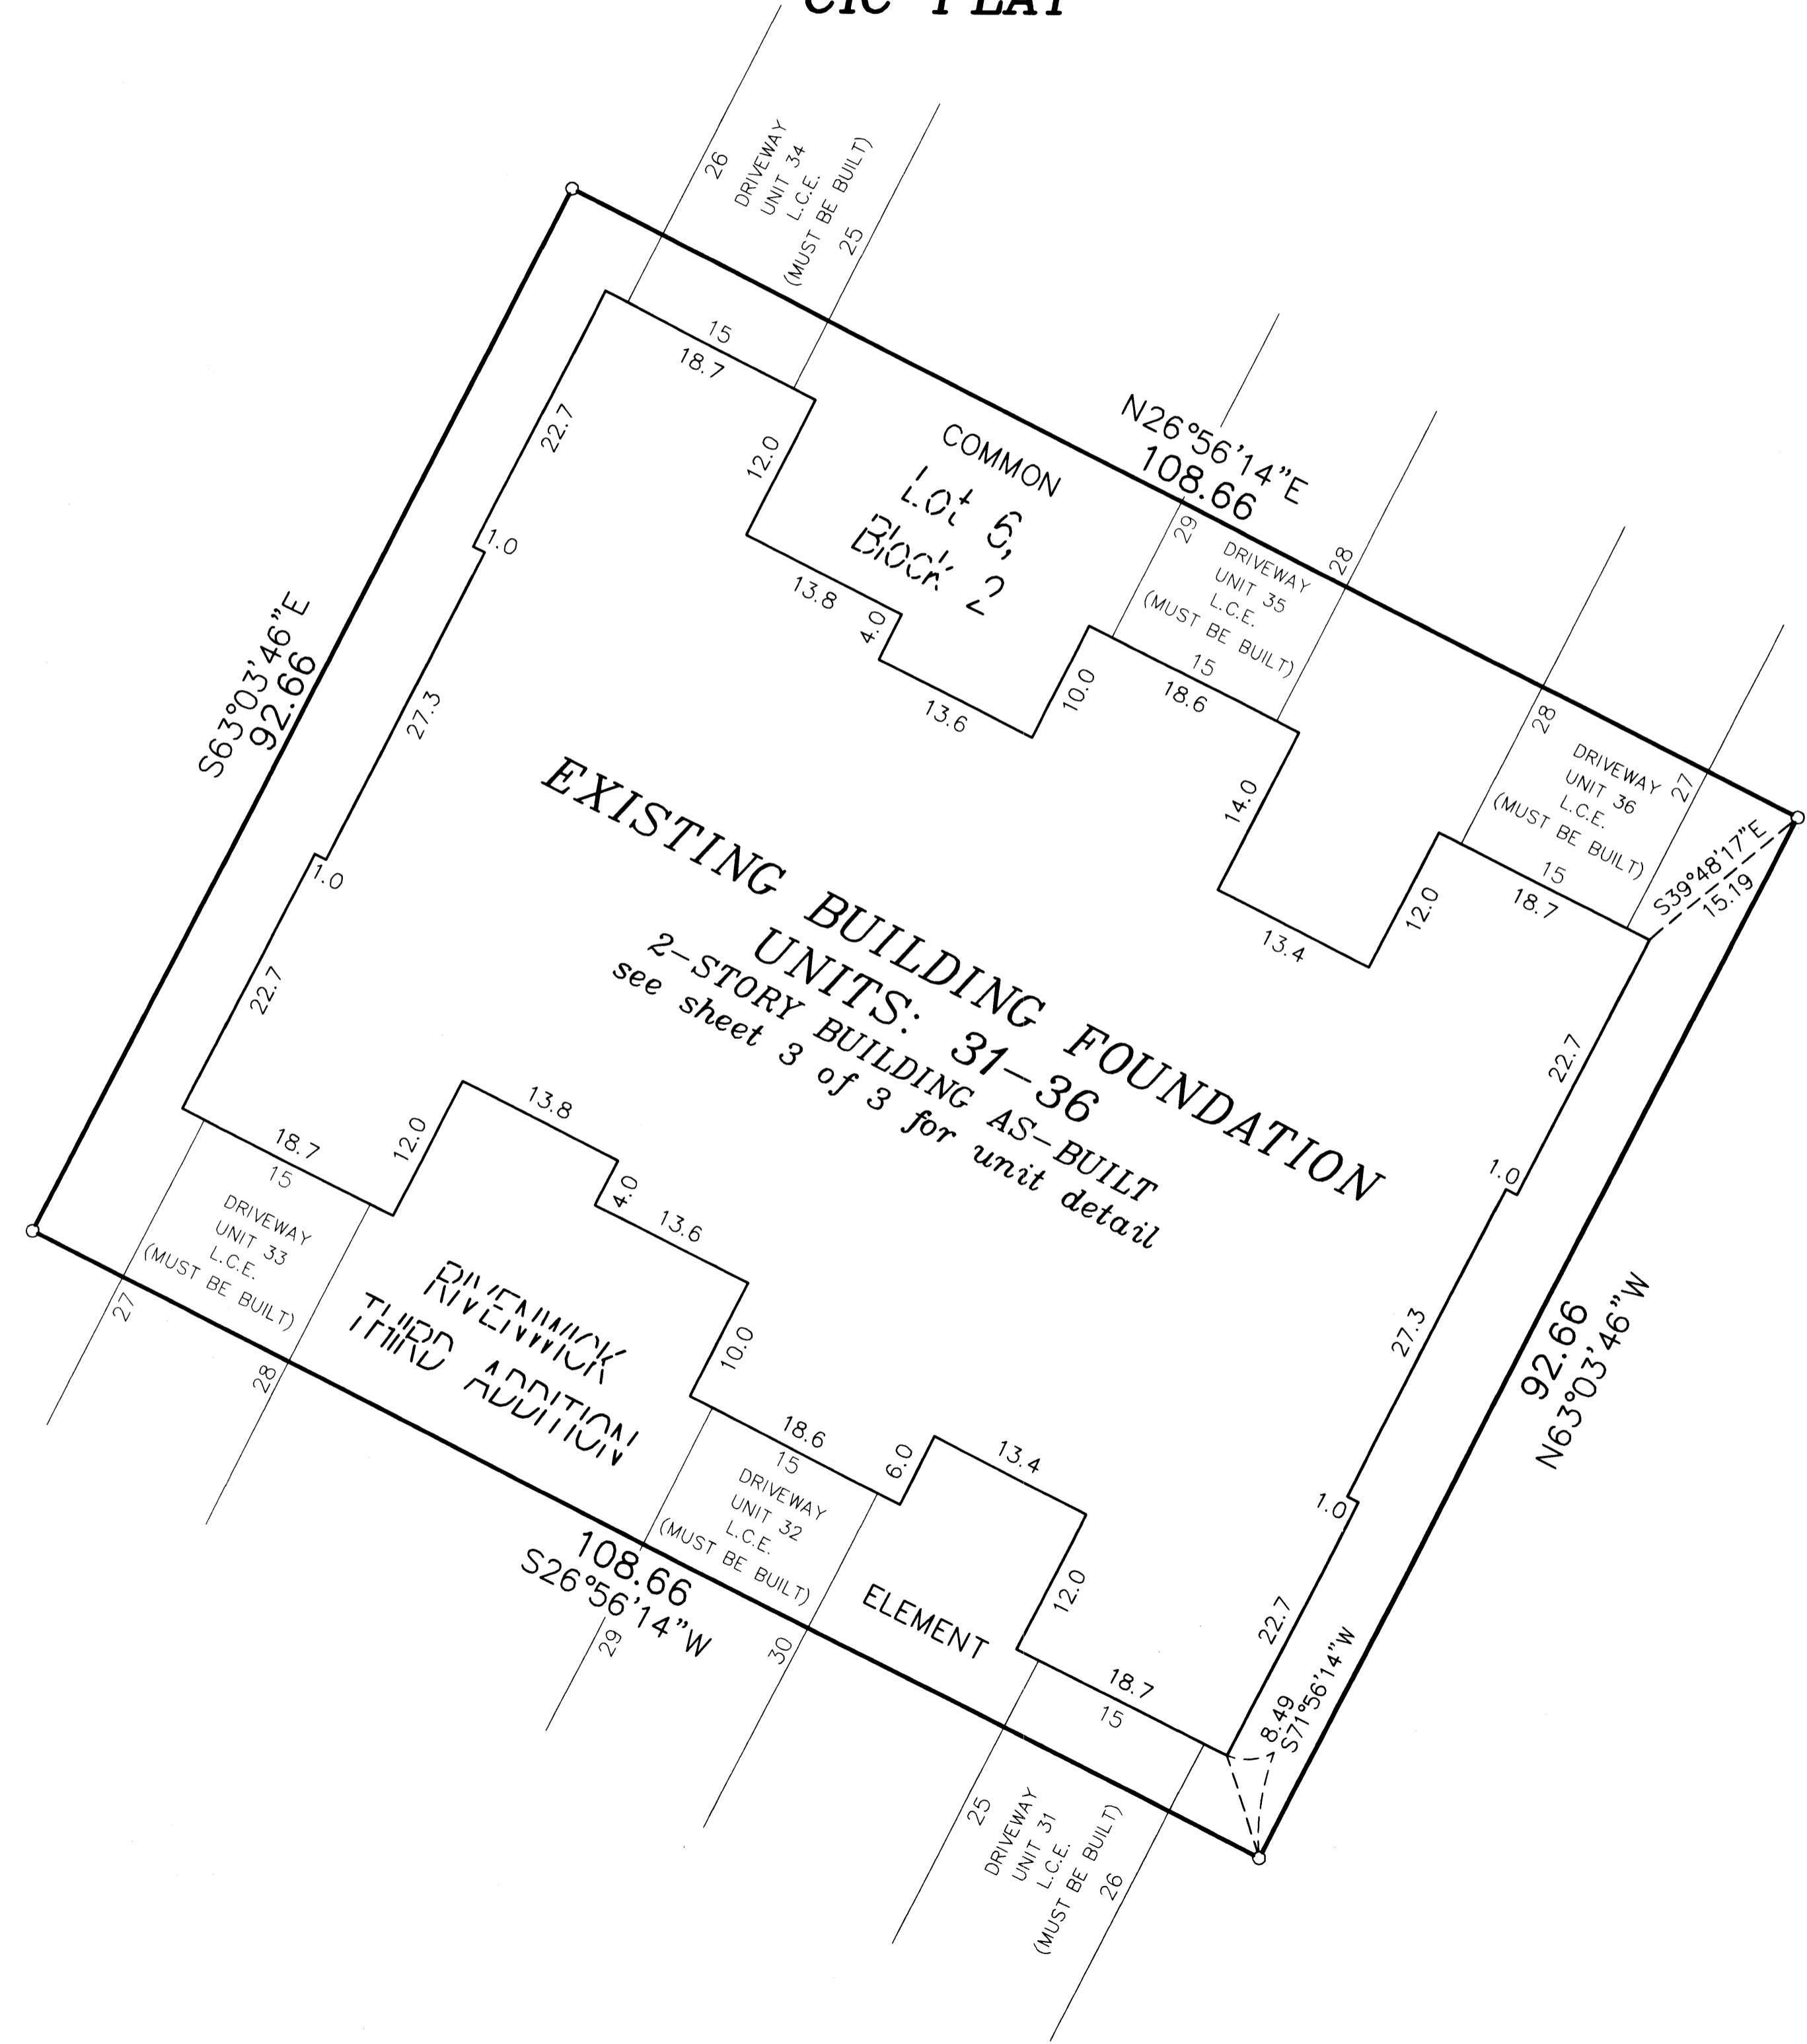 CIC PLAT
26
DRIVEWAY
UNIT 34
L.C.E.
(MUST BE BUILT)
25
15
18.7
22.7
12.0
COMMON
Lot 6,
Block 2
N26°56'14"E
108.66
1.0
13.8
4.0
13.6
29
DRIVEWAY
UNIT 35
L.C.E.
(MUST BE BUILT)
28
15
18.6
10.0
14.0
S63°03'46"E
92.66
27.3
28
DRIVEWAY
UNIT 36
L.C.E.
(MUST BE BUILT)
27
15
18.7
12.0
13.4
S39°48'17"E
15.19
1.0
EXISTING BUILDING FOUNDATION
UNITS: 31-36
2-STORY BUILDING AS-BUILT
see sheet 3 of 3 for unit detail
22.7
22.7
1.0
18.7
15
12.0
13.8
4.0
13.6
DRIVEWAY
UNIT 33
L.C.E.
(MUST BE BUILT)
27
28
RIVENWICK
THIRD ADDITION
10.0
27.3
92.66
N63°03'46"W
18.6
15
6.0
13.4
1.0
DRIVEWAY
UNIT 32
L.C.E.
(MUST BE BUILT)
108.66
S26°56'14"W
29
30
ELEMENT
12.0
22.7
18.7
15
8.49
S71°56'14"W
25
DRIVEWAY
UNIT 31
L.C.E.
(MUST BE BUILT)
26